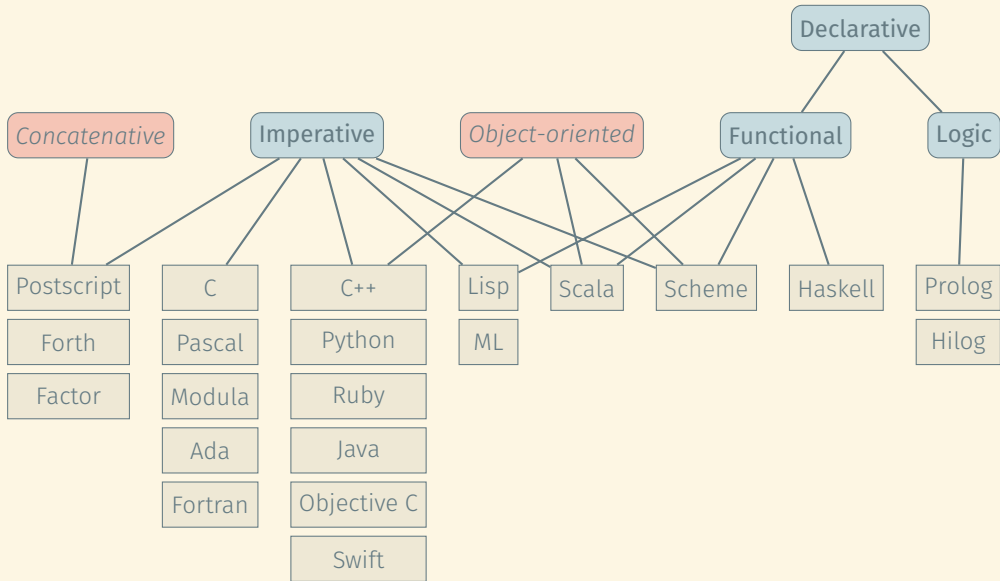 Declarative
Concatenative
Imperative
Object-oriented
Functional
Logic
Postscript
C
C++
Lisp
Scala
Scheme
Haskell
Prolog
Forth
Pascal
Python
ML
Hilog
Factor
Modula
Ruby
Ada
Java
Fortran
Objective C
Swift